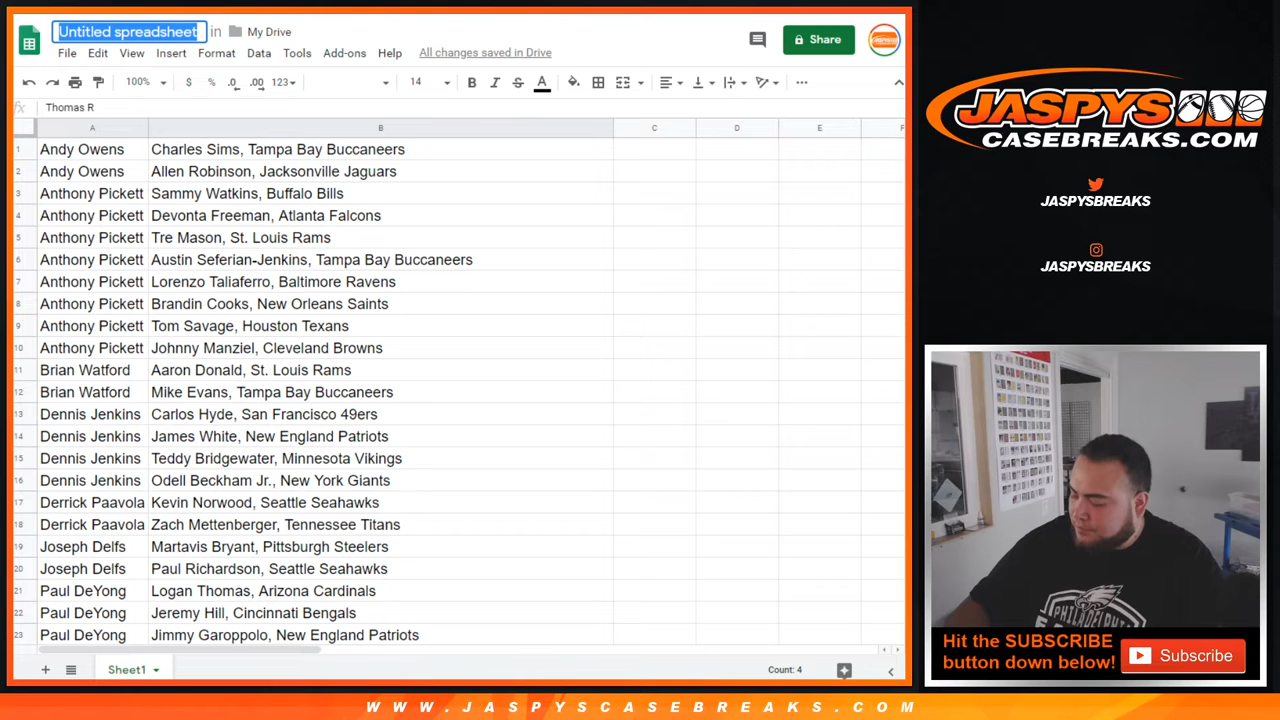 Untitled spreadsheet in My Drive
File Edit View Insert Format Data Tools Add-ons Help All changes saved in Drive
Share
100% $ % .0 .00 123 14 B I S A
fx Thomas R
A B C D E F
1 Andy Owens Charles Sims, Tampa Bay Buccaneers
2 Andy Owens Allen Robinson, Jacksonville Jaguars
3 Anthony Pickett Sammy Watkins, Buffalo Bills
4 Anthony Pickett Devonta Freeman, Atlanta Falcons
5 Anthony Pickett Tre Mason, St. Louis Rams
6 Anthony Pickett Austin Seferian-Jenkins, Tampa Bay Buccaneers
7 Anthony Pickett Lorenzo Taliaferro, Baltimore Ravens
8 Anthony Pickett Brandin Cooks, New Orleans Saints
9 Anthony Pickett Tom Savage, Houston Texans
10 Anthony Pickett Johnny Manziel, Cleveland Browns
11 Brian Watford Aaron Donald, St. Louis Rams
12 Brian Watford Mike Evans, Tampa Bay Buccaneers
13 Dennis Jenkins Carlos Hyde, San Francisco 49ers
14 Dennis Jenkins James White, New England Patriots
15 Dennis Jenkins Teddy Bridgewater, Minnesota Vikings
16 Dennis Jenkins Odell Beckham Jr., New York Giants
17 Derrick Paavola Kevin Norwood, Seattle Seahawks
18 Derrick Paavola Zach Mettenberger, Tennessee Titans
19 Joseph Delfs Martavis Bryant, Pittsburgh Steelers
20 Joseph Delfs Paul Richardson, Seattle Seahawks
21 Paul DeYong Logan Thomas, Arizona Cardinals
22 Paul DeYong Jeremy Hill, Cincinnati Bengals
23 Paul DeYong Jimmy Garoppolo, New England Patriots
Sheet1 Count: 4
JASPYS
CASEBREAKS.COM
JASPYSBREAKS
JASPYSBREAKS
PHILADELPHIA
Hit the SUBSCRIBE
button down below!
Subscribe
WWW.JASPYSCASEBREAKS.COM